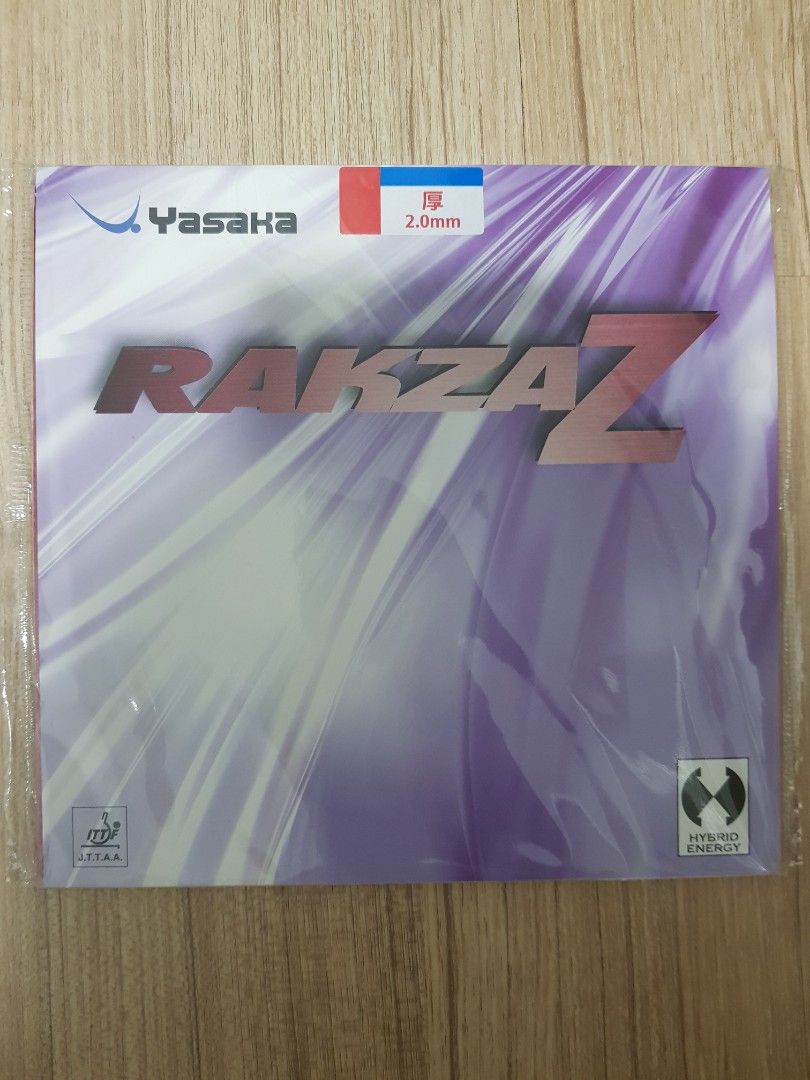 Yasaka
厚
2.0mm
RAKZA Z
ITTF
J.T.T.A.A.
HYBRID
ENERGY